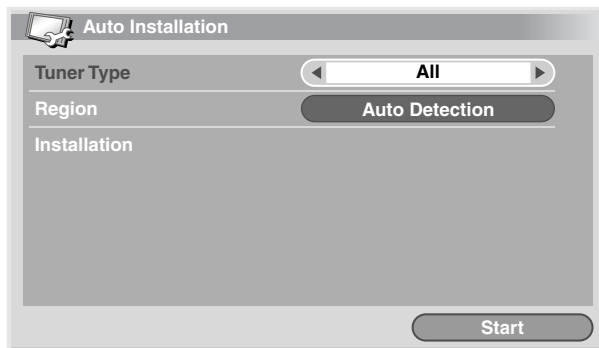 Auto Installation
Tuner Type All
Region Auto Detection
Installation
Start